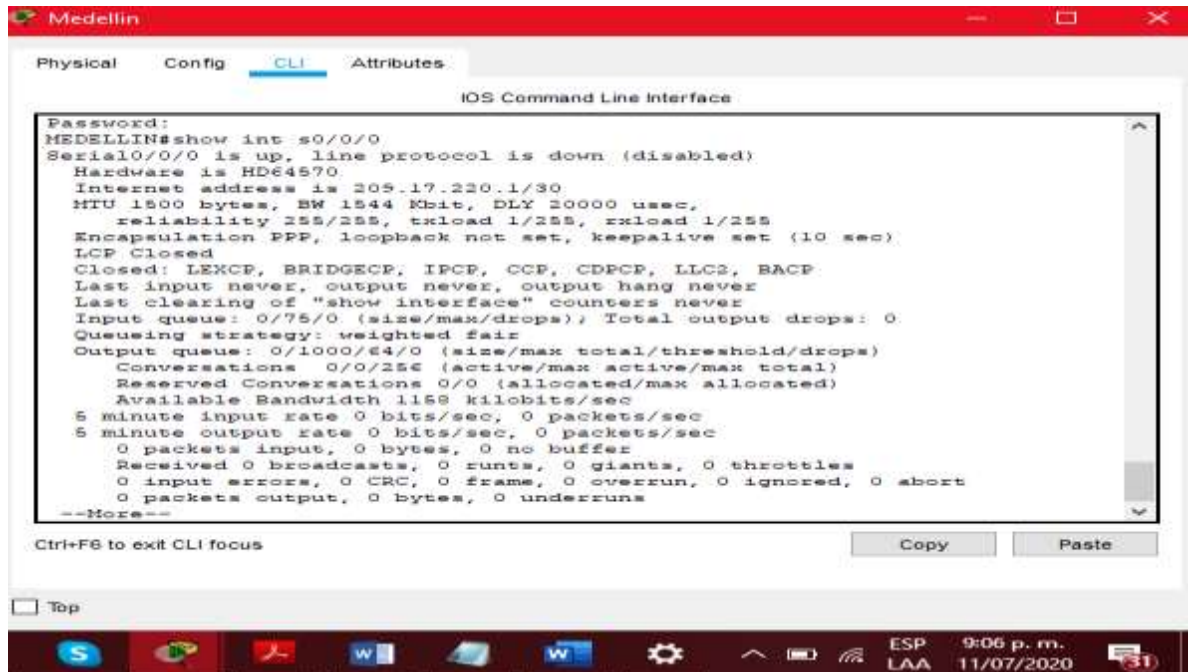 Medellin
Physical Config CLI Attributes
IOS Command Line Interface
Password:
MEDELLIN#show int s0/0/0
Serial0/0/0 is up, line protocol is down (disabled)
Hardware is HD64570
Internet address is 209.17.220.1/30
MTU 1500 bytes, BW 1544 Kbit, DLY 20000 usec,
reliability 255/255, txload 1/255, rxload 1/255
Encapsulation PPP, loopback not set, keepalive set (10 sec)
LCP Closed
Closed: LEXCP, BRIDGECP, IPCP, CCP, CDPCP, LLC2, BACP
Last input never, output never, output hang never
Last clearing of "show interface" counters never
Input queue: 0/75/0 (size/max/drops); Total output drops: 0
Queueing strategy: weighted fair
Output queue: 0/1000/64/0 (size/max total/threshold/drops)
Conversations 0/0/256 (active/max active/max total)
Reserved Conversations 0/0 (allocated/max allocated)
Available Bandwidth 1158 kilobits/sec
5 minute input rate 0 bits/sec, 0 packets/sec
5 minute output rate 0 bits/sec, 0 packets/sec
0 packets input, 0 bytes, 0 no buffer
Received 0 broadcasts, 0 runts, 0 giants, 0 throttles
0 input errors, 0 CRC, 0 frame, 0 overrun, 0 ignored, 0 abort
0 packets output, 0 bytes, 0 underruns
--More--
Ctrl+F6 to exit CLI focus
Copy Paste
Top
ESP 9:06 p. m.
LAA 11/07/2020 31